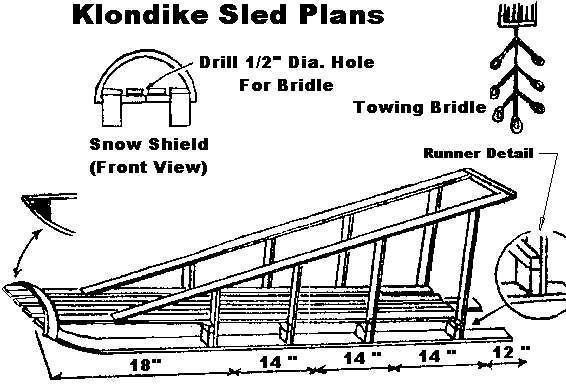 Klondike Sled Plans
Drill 1/2" Dia. Hole
For Bridle
Towing Bridle
Snow Shield
(Front View)
Runner Detail
18"
14 "
14 "
14 "
12 "